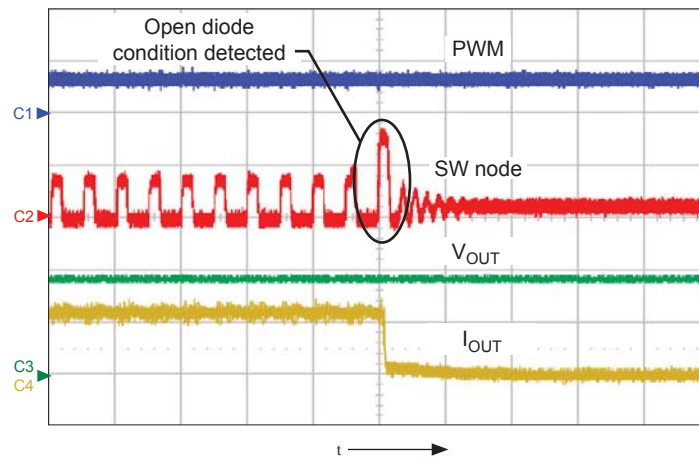 Open diode
condition detected
PWM
C1
SW node
C2
VOUT
IOUT
C3
C4
t